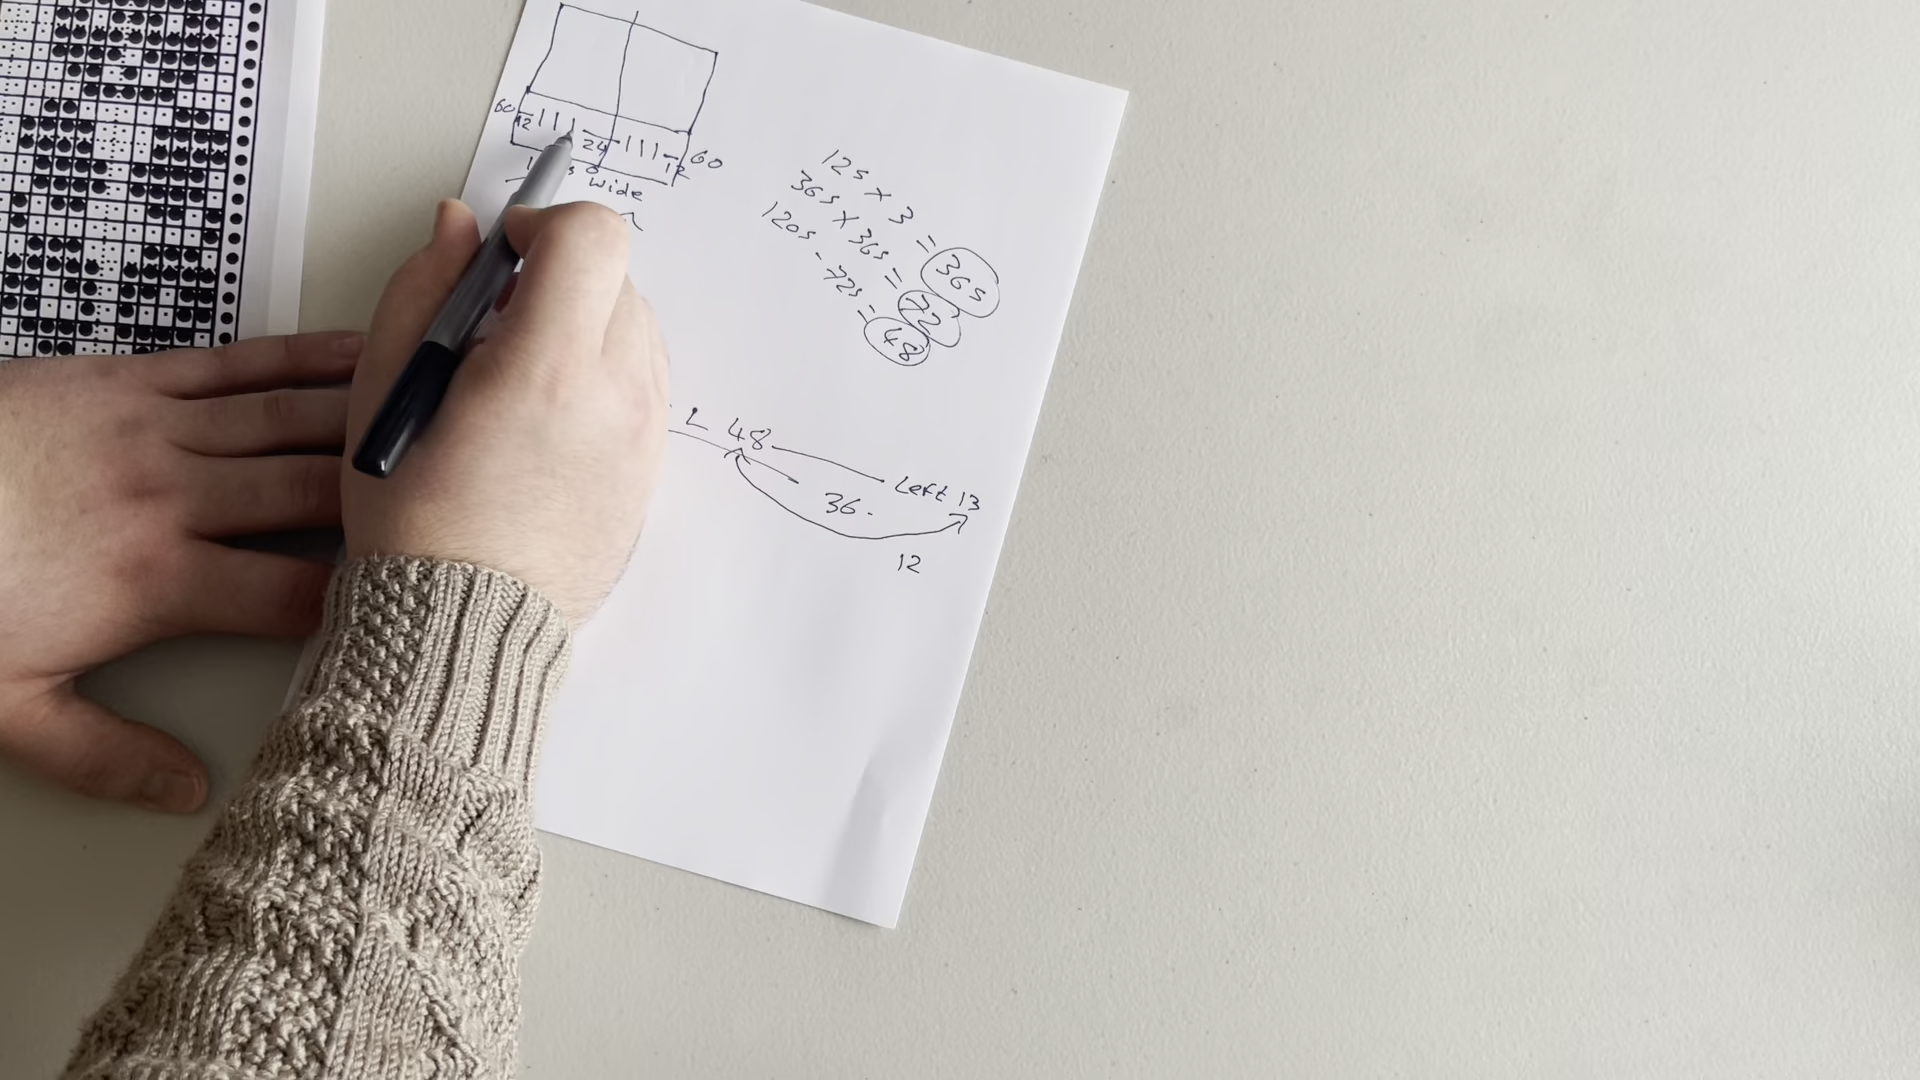 60
12 ||| 24 ||| 12 60
wide
12s x 3 = 36s
36s x 36s = 72
120s - 72s = 48
L 48 Left 13
36.
12